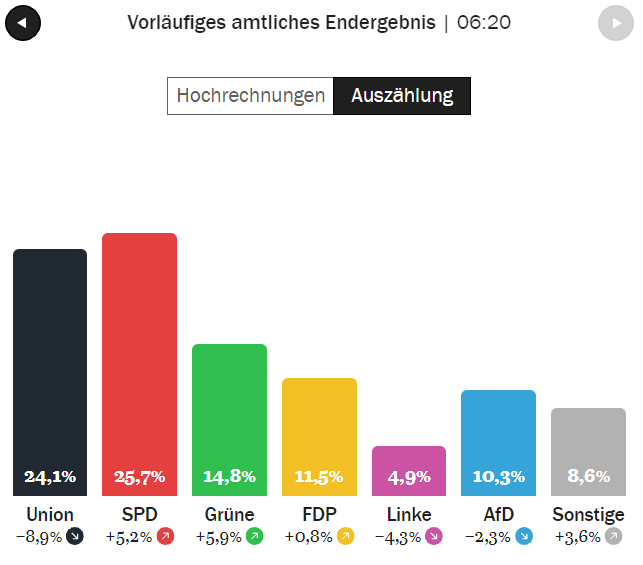 Vorläufiges amtliches Endergebnis | 06:20
Hochrechnungen Auszählung
24,1% 25,7% 14,8% 11,5% 4,9% 10,3% 8,6%
Union SPD Grüne FDP Linke AfD Sonstige
−8,9% +5,2% +5,9% +0,8% −4,3% −2,3% +3,6%